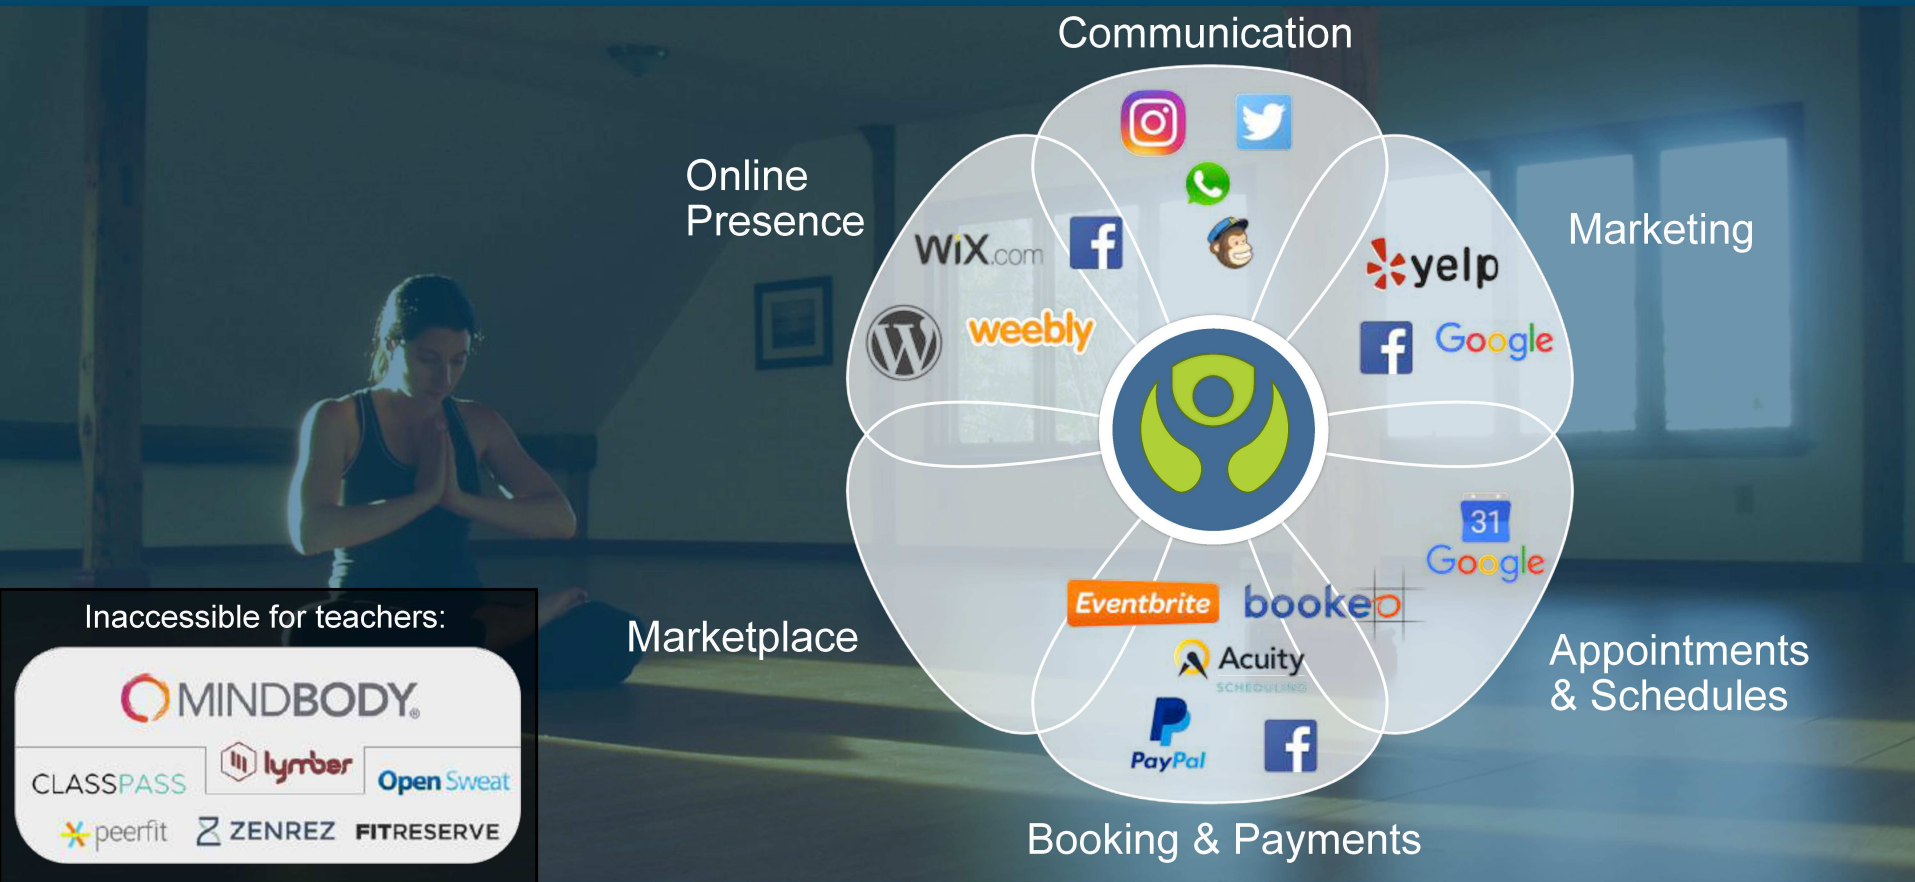 Communication
Online
Presence
WiX.com
weebly
yelp
Google
Marketing
Marketplace
31
Google
Appointments
& Schedules
Eventbrite
bookeo
Acuity
SCHEDULING
PayPal
Booking & Payments
Inaccessible for teachers:
MINDBODY®
CLASSPASS
lymber
Open Sweat
peerfit
ZENREZ
FITRESERVE